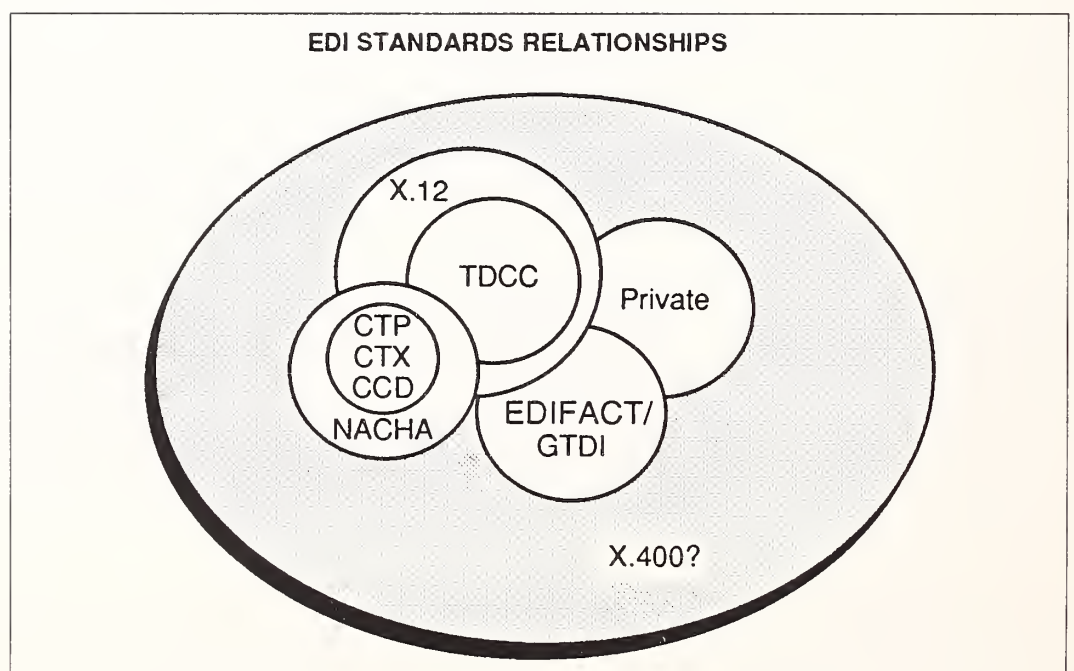 EDI STANDARDS RELATIONSHIPS
X.12
TDCC
Private
CTP
CTX
CCD
NACHA
EDIFACT/
GTDI
X.400?